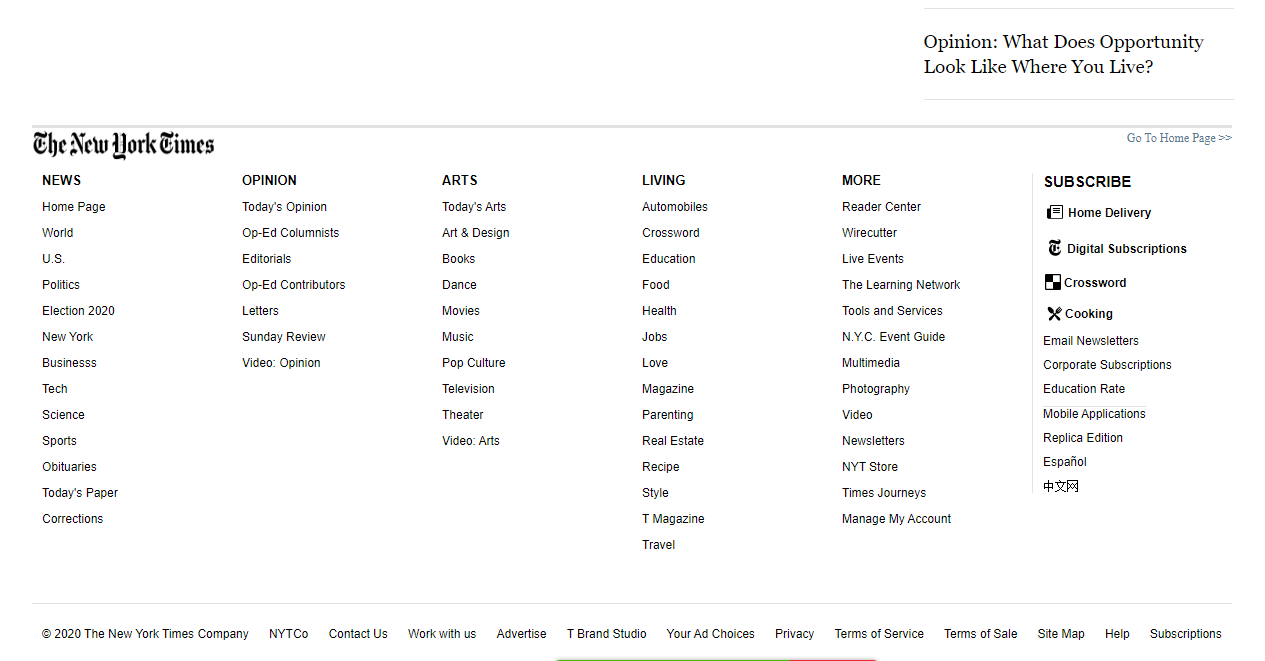 Opinion: What Does Opportunity
Look Like Where You Live?
The New York Times
Go To Home Page >>
NEWS
Home Page
World
U.S.
Politics
Election 2020
New York
Businesss
Tech
Science
Sports
Obituaries
Today's Paper
Corrections
OPINION
Today's Opinion
Op-Ed Columnists
Editorials
Op-Ed Contributors
Letters
Sunday Review
Video: Opinion
ARTS
Today's Arts
Art & Design
Books
Dance
Movies
Music
Pop Culture
Television
Theater
Video: Arts
LIVING
Automobiles
Crossword
Education
Food
Health
Jobs
Love
Magazine
Parenting
Real Estate
Recipe
Style
T Magazine
Travel
MORE
Reader Center
Wirecutter
Live Events
The Learning Network
Tools and Services
N.Y.C. Event Guide
Multimedia
Photography
Video
Newsletters
NYT Store
Times Journeys
Manage My Account
SUBSCRIBE
Home Delivery
Digital Subscriptions
Crossword
Cooking
Email Newsletters
Corporate Subscriptions
Education Rate
Mobile Applications
Replica Edition
Español
中文网
© 2020 The New York Times Company NYTCo Contact Us Work with us Advertise T Brand Studio Your Ad Choices Privacy Terms of Service Terms of Sale Site Map Help Subscriptions